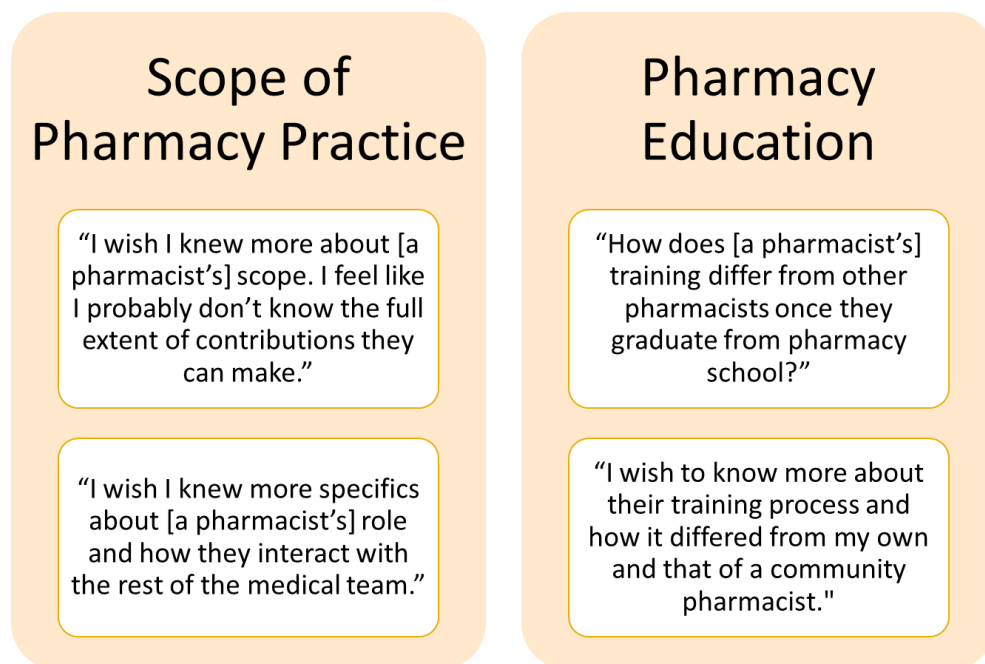 Scope of
Pharmacy Practice
“I wish I knew more about [a
pharmacist’s] scope. I feel like
I probably don’t know the full
extent of contributions they
can make.”
“I wish I knew more specifics
about [a pharmacist’s] role
and how they interact with
the rest of the medical team.”
Pharmacy
Education
“How does [a pharmacist’s]
training differ from other
pharmacists once they
graduate from pharmacy
school?”
“I wish to know more about
their training process and
how it differed from my own
and that of a community
pharmacist."